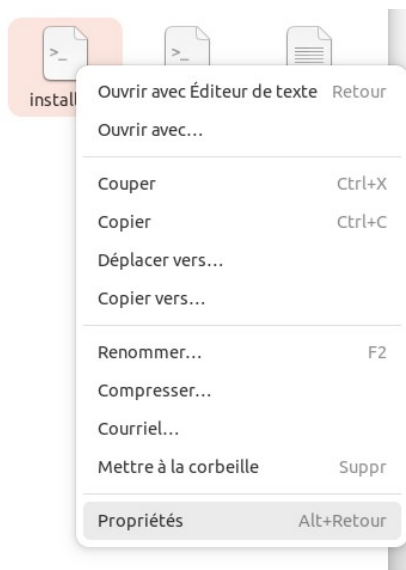 >_
>_
install
Ouvrir avec Éditeur de texte Retour
Ouvrir avec...
Couper Ctrl+X
Copier Ctrl+C
Déplacer vers...
Copier vers...
Renommer... F2
Compresser...
Courriel...
Mettre à la corbeille Suppr
Propriétés Alt+Retour